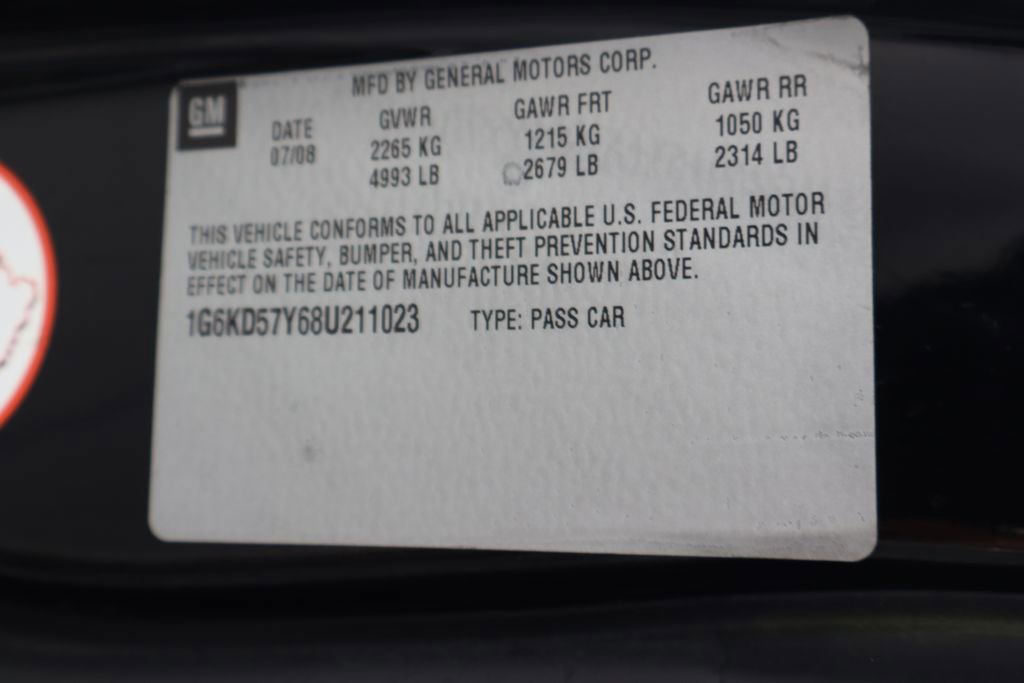 MFD BY GENERAL MOTORS CORP.
GM
DATE GVWR GAWR FRT GAWR RR
07/08 2265 KG 1215 KG 1050 KG
4993 LB 2679 LB 2314 LB
THIS VEHICLE CONFORMS TO ALL APPLICABLE U.S. FEDERAL MOTOR
VEHICLE SAFETY, BUMPER, AND THEFT PREVENTION STANDARDS IN
EFFECT ON THE DATE OF MANUFACTURE SHOWN ABOVE.
1G6KD57Y68U211023 TYPE: PASS CAR